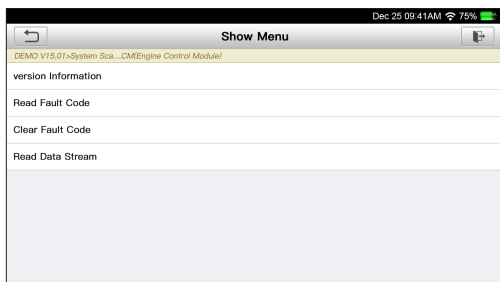 Dec 25 09:41AM 75%
Show Menu
DEMO V15.01>System Sca....CM(Engine Control Module)
version Information
Read Fault Code
Clear Fault Code
Read Data Stream